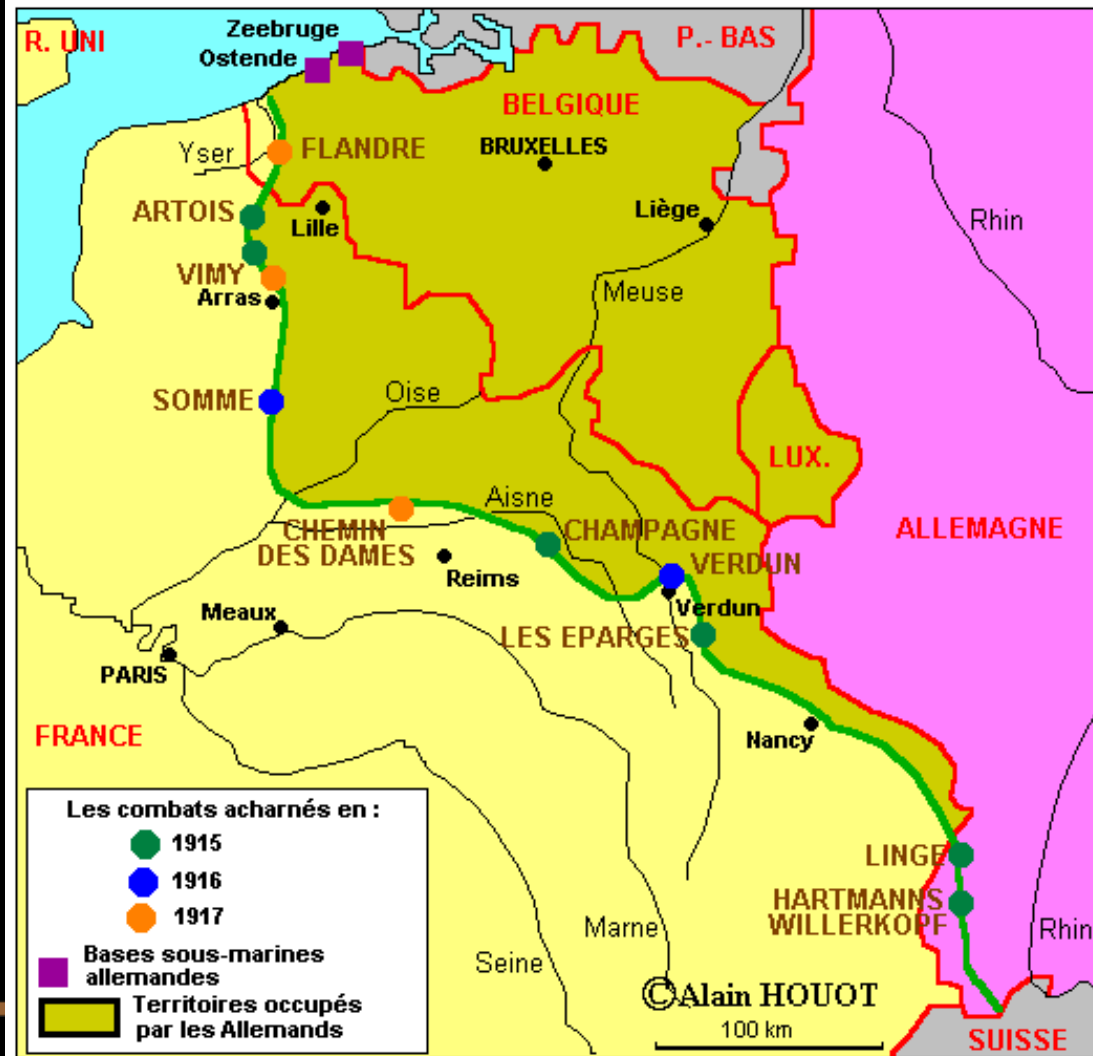 R. UNI
Zeebruge
Ostende
P.- BAS
BELGIQUE
Yser
FLANDRE
BRUXELLES
ARTOIS
Lille
Liège
Rhin
VIMY
Arras
Meuse
SOMME
Oise
LUX.
Aisne
CHEMIN
DES DAMES
CHAMPAGNE
ALLEMAGNE
Reims
VERDUN
Verdun
Meaux
LES EPARGES
PARIS
FRANCE
Nancy
Les combats acharnés en :
1915
1916
1917
Bases sous-marines
allemandes
Territoires occupés
par les Allemands
LINGE
HARTMANNS
WILLERKOPF
Marne
Seine
Rhin
©Alain HOUOT
100 km
SUISSE